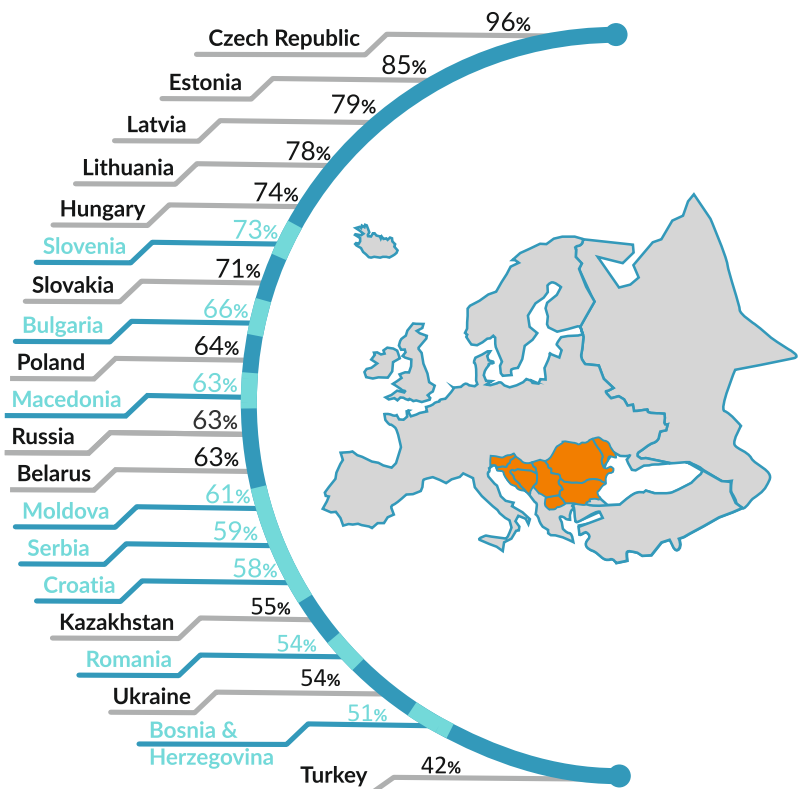 Czech Republic 96%
Estonia 85%
Latvia 79%
Lithuania 78%
Hungary 74%
Slovenia 73%
Slovakia 71%
Bulgaria 66%
Poland 64%
Macedonia 63%
Russia 63%
Belarus 63%
Moldova 61%
Serbia 59%
Croatia 58%
Kazakhstan 55%
Romania 54%
Ukraine 54%
Bosnia & 51%
Herzegovina
Turkey 42%